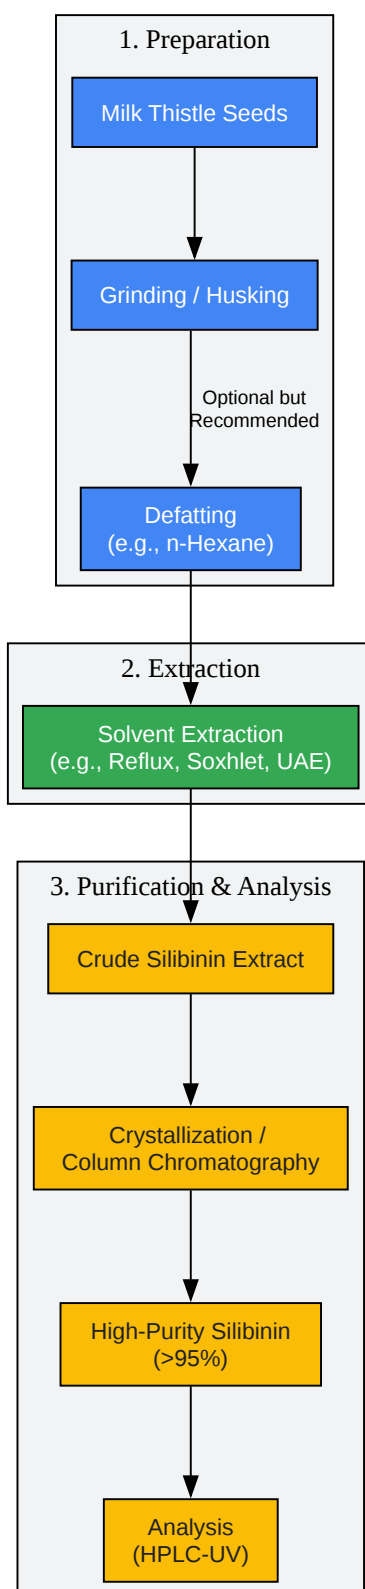 1. Preparation
Milk Thistle Seeds
Grinding / Husking
Optional but
Recommended
Defatting
(e.g., n-Hexane)
2. Extraction
Solvent Extraction
(e.g., Reflux, Soxhlet, UAE)
3. Purification & Analysis
Crude Silibinin Extract
Crystallization /
Column Chromatography
High-Purity Silibinin
(>95%)
Analysis
(HPLC-UV)